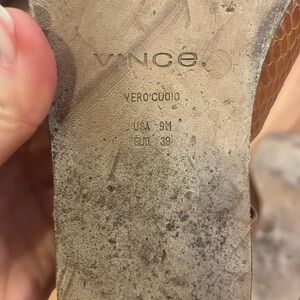 VINCE.
VERO CUOIO
USA 9M
EUR 39